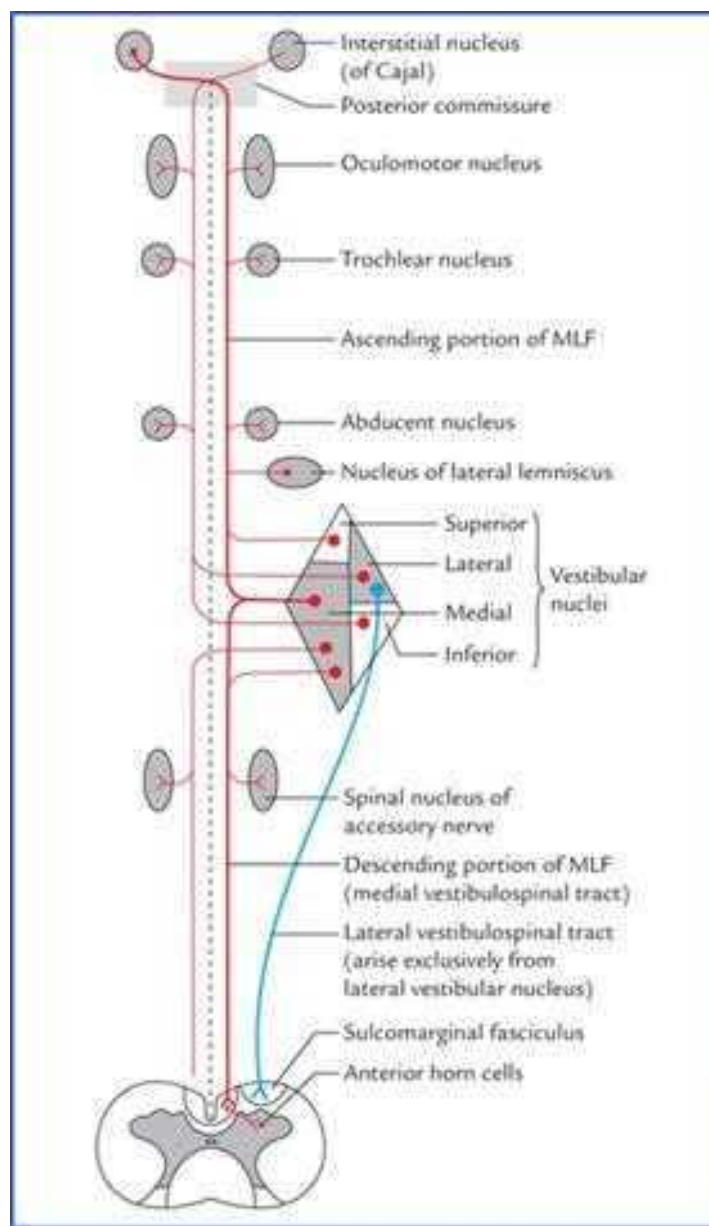 Interstitial nucleus
(of Cajal)
Posterior commissure
Oculomotor nucleus
Trochlear nucleus
Ascending portion of MLF
Abducent nucleus
Nucleus of lateral lemniscus
Superior
Lateral
Vestibular
nuclei
Medial
Inferior
Spinal nucleus of
accessory nerve
Descending portion of MLF
(medial vestibulospinal tract)
Lateral vestibulospinal tract
(arise exclusively from
lateral vestibular nucleus)
Sulcomarginal fasciculus
Anterior horn cells